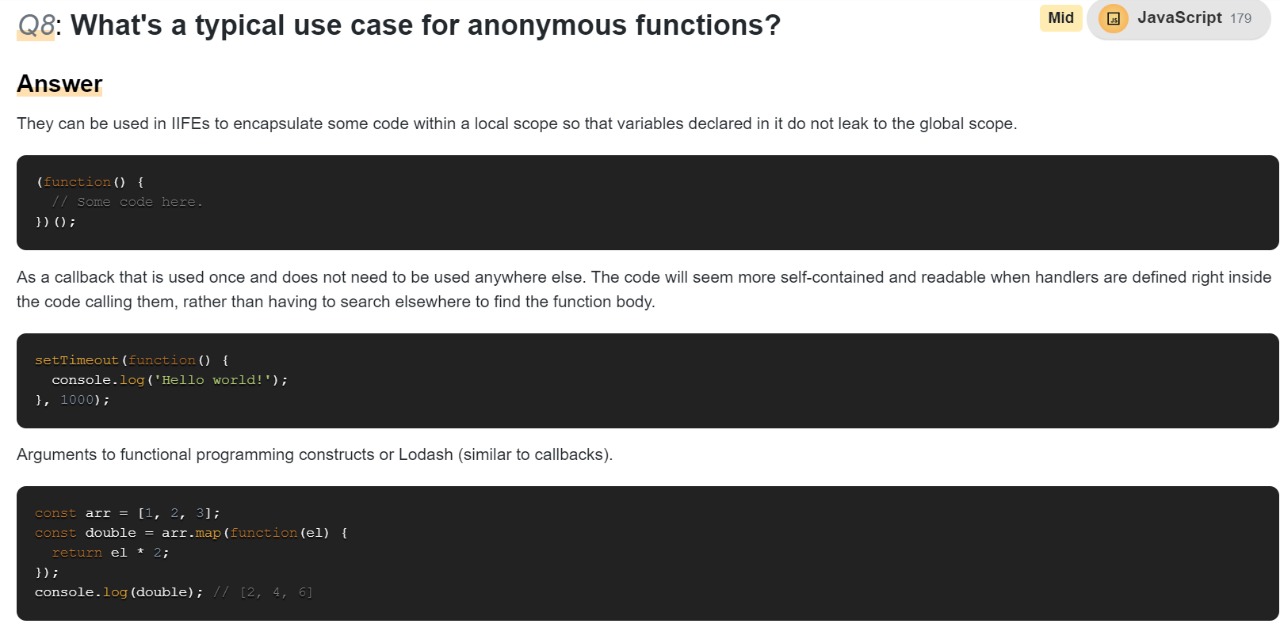 Q8: What's a typical use case for anonymous functions?
Mid
JS
JavaScript 179
Answer
They can be used in IIFEs to encapsulate some code within a local scope so that variables declared in it do not leak to the global scope.
(function() {
  // Some code here.
})();
As a callback that is used once and does not need to be used anywhere else. The code will seem more self-contained and readable when handlers are defined right inside
the code calling them, rather than having to search elsewhere to find the function body.
setTimeout(function() {
  console.log('Hello world!');
}, 1000);
Arguments to functional programming constructs or Lodash (similar to callbacks).
const arr = [1, 2, 3];
const double = arr.map(function(el) {
  return el * 2;
});
console.log(double); // [2, 4, 6]